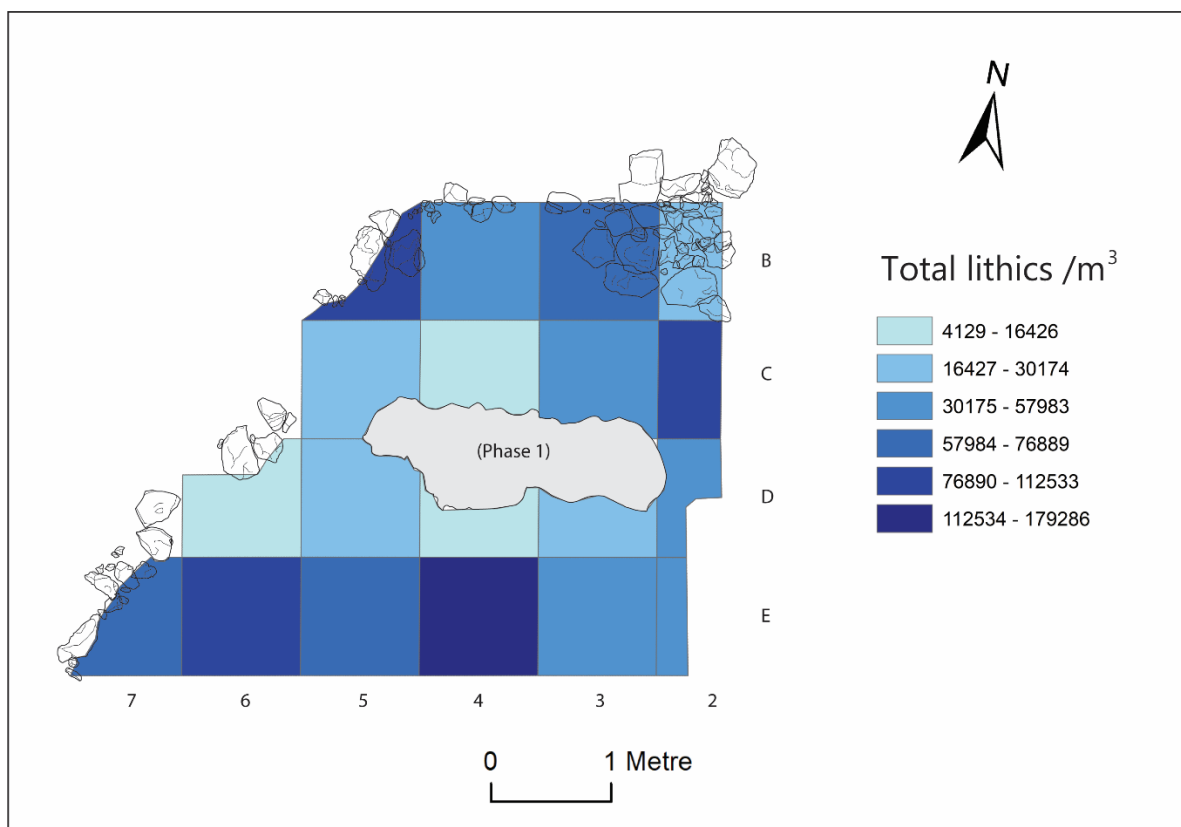 N
Total lithics /m³
4129 - 16426
16427 - 30174
30175 - 57983
57984 - 76889
76890 - 112533
112534 - 179286
B
C
(Phase 1)
D
E
7 6 5 4 3 2
0 1 Metre